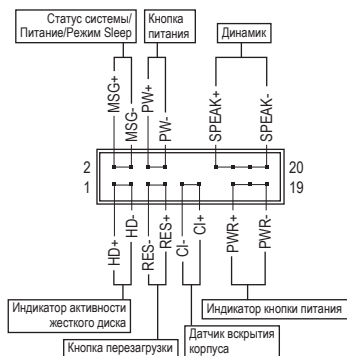 Статус системы/
Питание/Режим Sleep
Кнопка
питания
Динамик
MSG+
MSG-
PW+
PW-
SPEAK+
SPEAK-
2
20
1
19
HD+
HD-
RES-
RES+
CI-
CI+
PWR+
PWR-
Индикатор активности
жесткого диска
Индикатор кнопки питания
Кнопка перезагрузки
Датчик вскрытия
корпуса